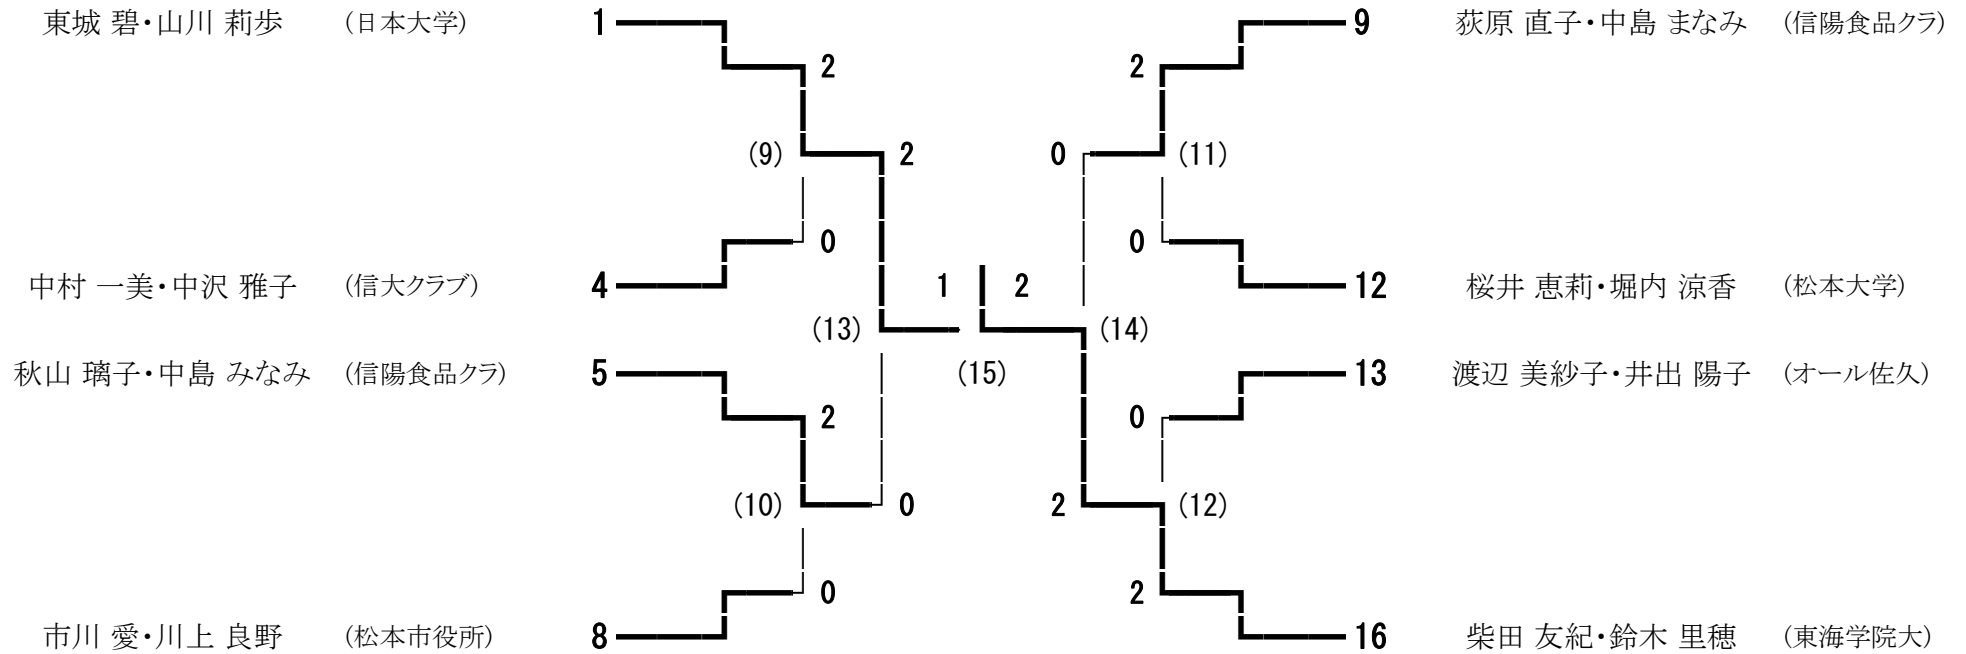 東城 碧・山川 莉歩 (日本大学) 1 9 荻原 直子・中島 まなみ (信陽食品クラ)
2 2
(9) 2 0 (11)
0 0
中村 一美・中沢 雅子 (信大クラブ) 4 1 2 12 桜井 恵莉・堀内 涼香 (松本大学)
(13) (14)
秋山 璃子・中島 みなみ (信陽食品クラ) 5 (15) 13 渡辺 美紗子・井出 陽子 (オール佐久)
2 0
(10) 0 2 (12)
0 2
市川 愛・川上 良野 (松本市役所) 8 16 柴田 友紀・鈴木 里穂 (東海学院大)